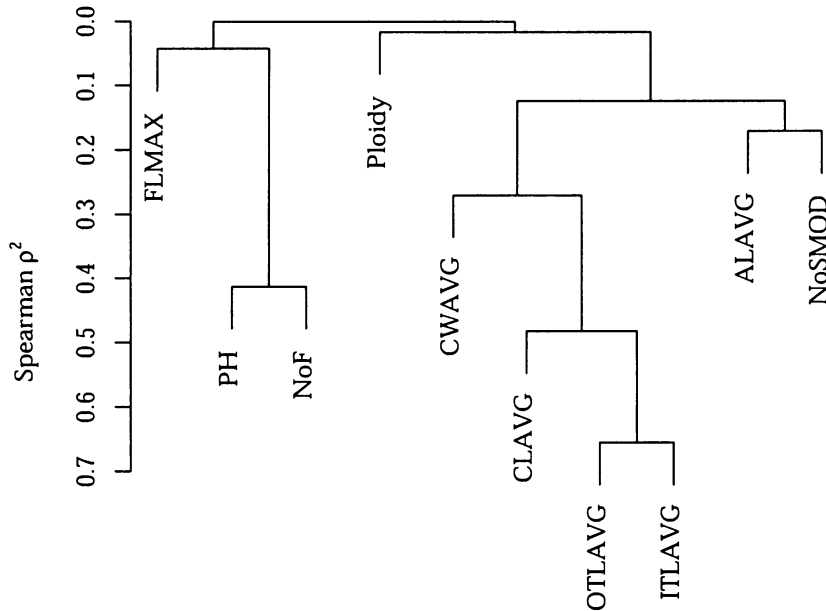 Spearman ρ²
0.0
0.1
0.2
0.3
0.4
0.5
0.6
0.7
FLMAX
PH
NoF
Ploidy
CWAVG
CLAVG
OTLAVG
ITLAVG
ALAVG
NoSMOD